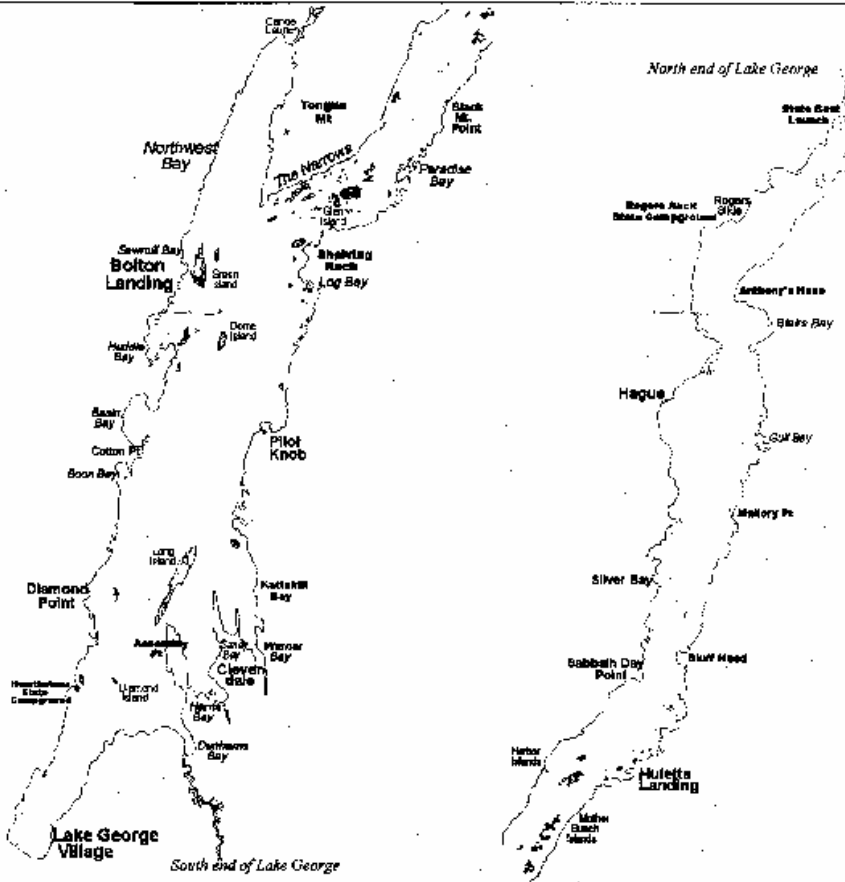 Canoe
Launch
Tongue
Mt
Black
Mt.
Point
Northwest
Bay
The Narrows
Paradise
Bay
Glen
Island
Sawmill Bay
Bolton
Landing
Green
Island
Shelving
Rock
Log Bay
Dome
Island
Huddle
Bay
Basin
Bay
Cotton Pt
Boon Bay
Pilot
Knob
Long
Island
Diamond
Point
Kattskill
Bay
Assembly
Pt.
Sandy
Bay
Warner
Bay
Cleven
dale
Hearthstone
State
Campground
Diamond
Island
Harris
Bay
Dunhams
Bay
Lake George
Village
South end of Lake George
North end of Lake George
State Boat
Launch
Rogers Rock
State Campground
Rogers
Slide
Anthony's Nose
Blairs Bay
Hague
Gull Bay
Mallory Pt
Silver Bay
Sabbath Day
Point
Bluff Head
Harbor
Islands
Huletts
Landing
Mother
Bunch
Islands